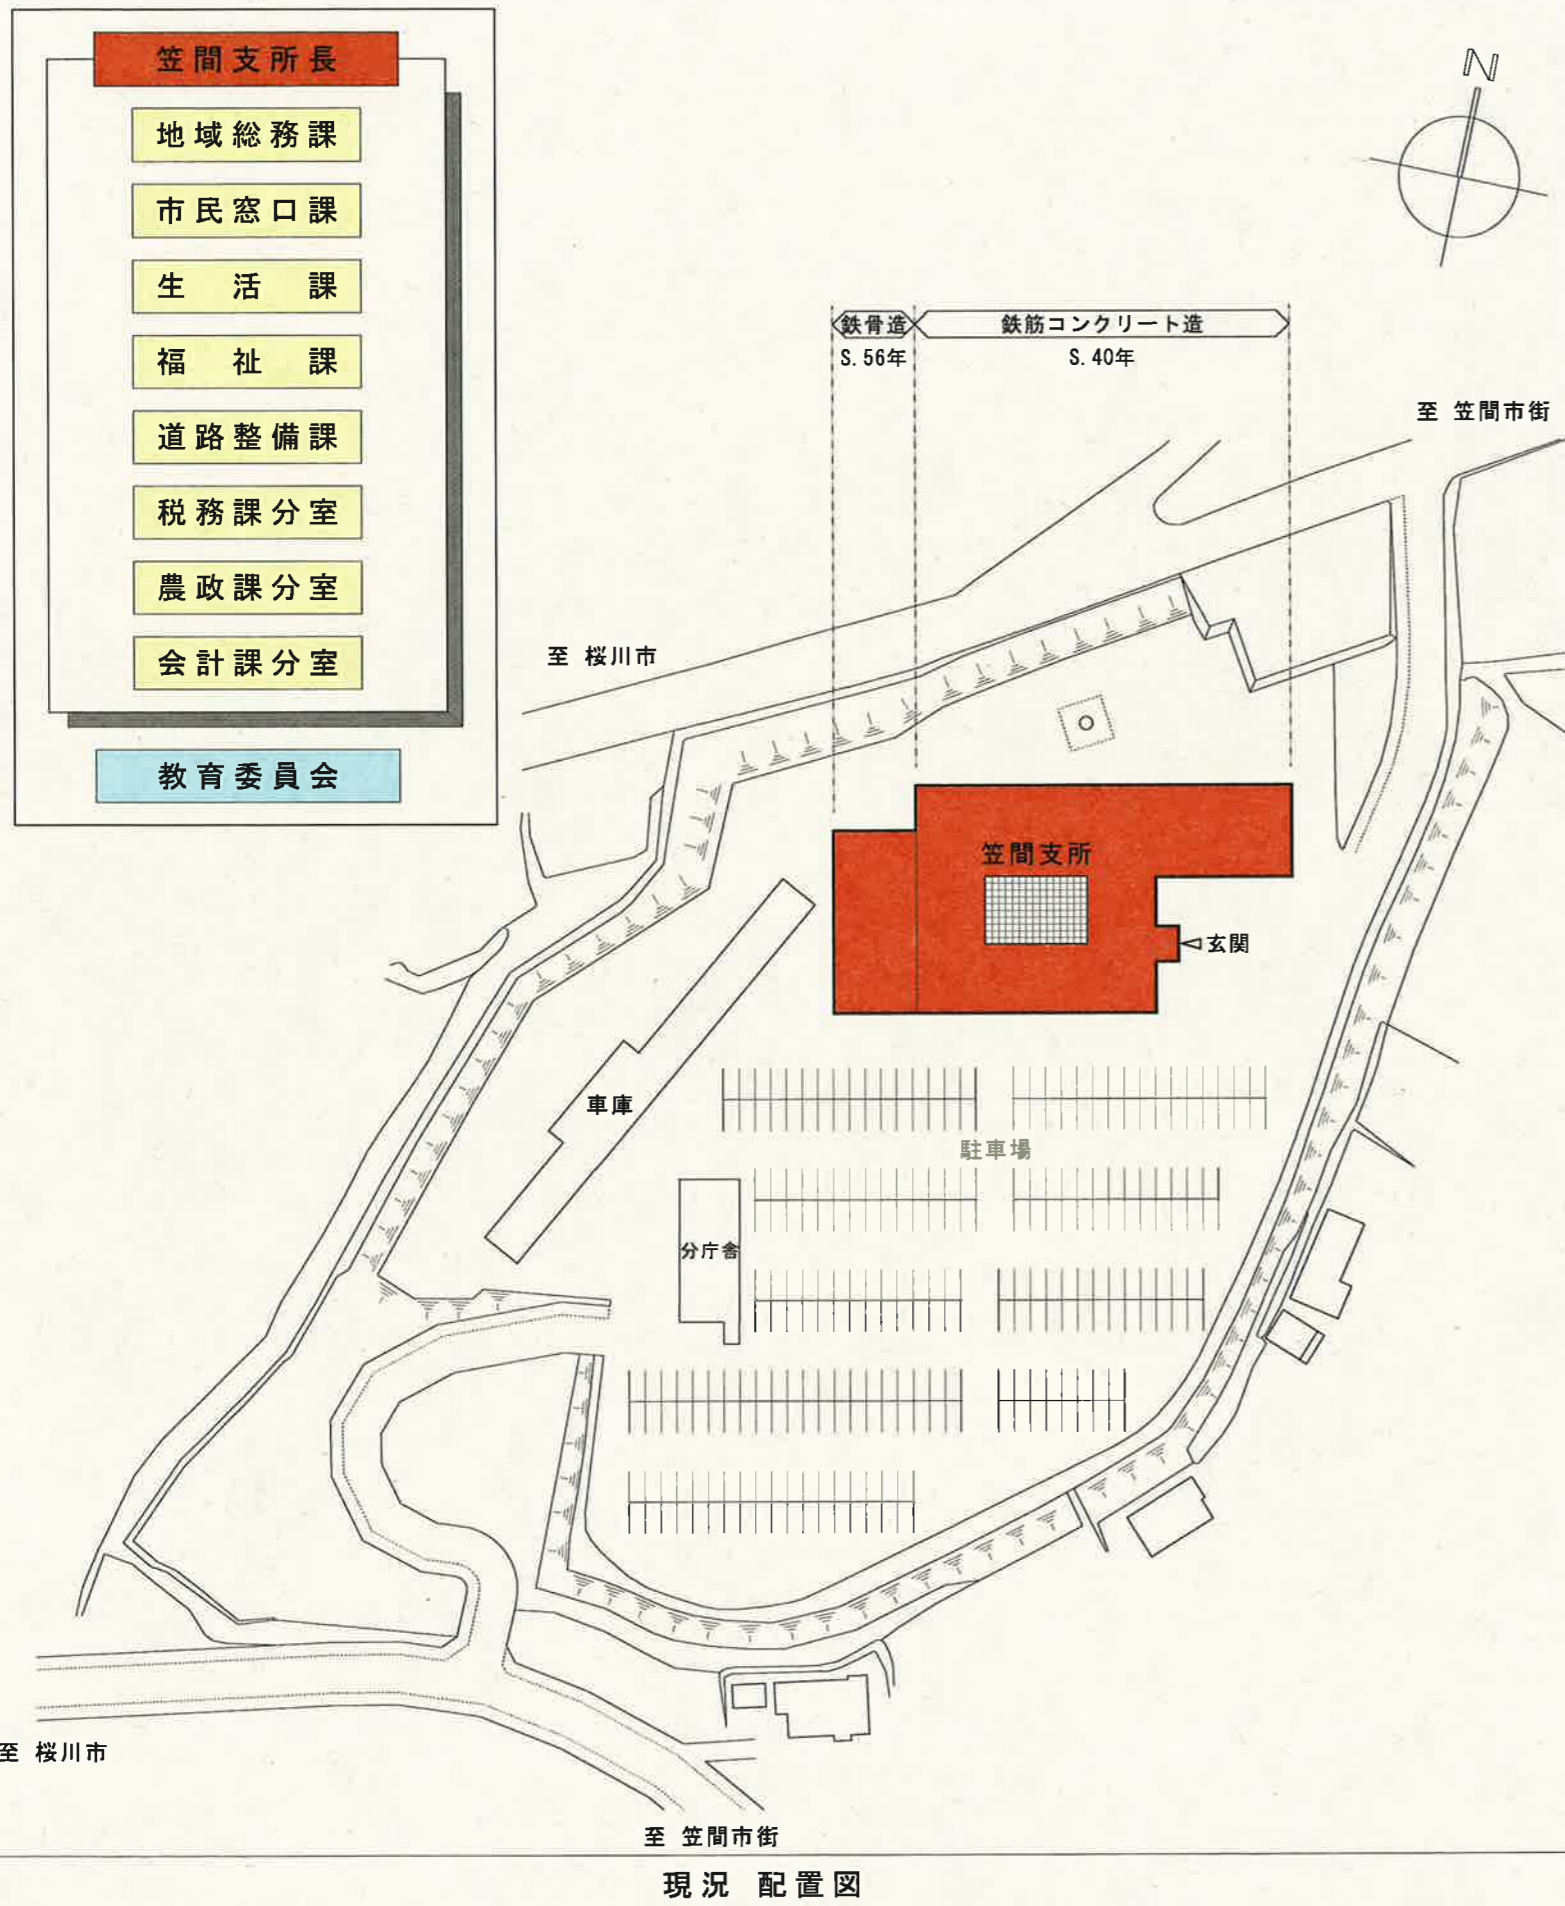 笠間支所長
地域総務課
市民窓口課
生活課
福祉課
道路整備課
税務課分室
農政課分室
会計課分室
教育委員会
N
鉄骨造
鉄筋コンクリート造
S.56年
S.40年
至 笠間市街
至 桜川市
笠間支所
玄関
車庫
駐車場
分庁舎
至 桜川市
至 笠間市街
現況 配置図